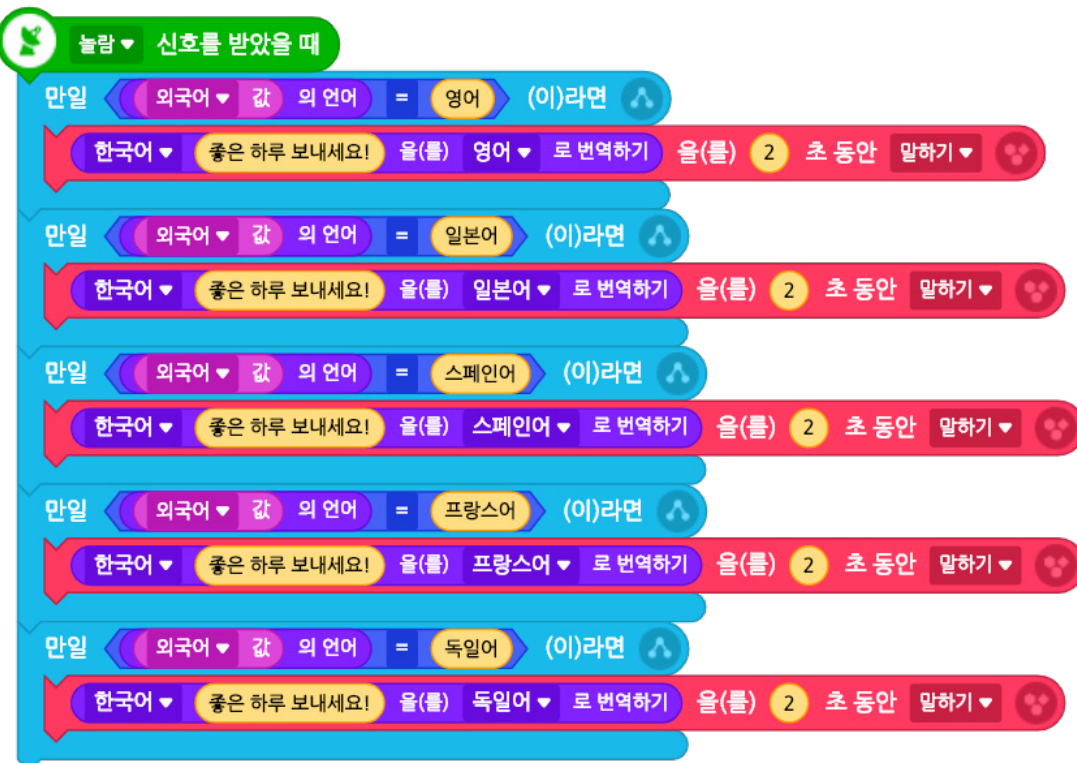 놀람 ▼ 신호를 받았을 때
만일 외국어 ▼ 값 의 언어 = 영어 (이)라면
한국어 ▼ 좋은 하루 보내세요! 을(를) 영어 ▼ 로 번역하기 을(를) 2 초 동안 말하기 ▼
만일 외국어 ▼ 값 의 언어 = 일본어 (이)라면
한국어 ▼ 좋은 하루 보내세요! 을(를) 일본어 ▼ 로 번역하기 을(를) 2 초 동안 말하기 ▼
만일 외국어 ▼ 값 의 언어 = 스페인어 (이)라면
한국어 ▼ 좋은 하루 보내세요! 을(를) 스페인어 ▼ 로 번역하기 을(를) 2 초 동안 말하기 ▼
만일 외국어 ▼ 값 의 언어 = 프랑스어 (이)라면
한국어 ▼ 좋은 하루 보내세요! 을(를) 프랑스어 ▼ 로 번역하기 을(를) 2 초 동안 말하기 ▼
만일 외국어 ▼ 값 의 언어 = 독일어 (이)라면
한국어 ▼ 좋은 하루 보내세요! 을(를) 독일어 ▼ 로 번역하기 을(를) 2 초 동안 말하기 ▼